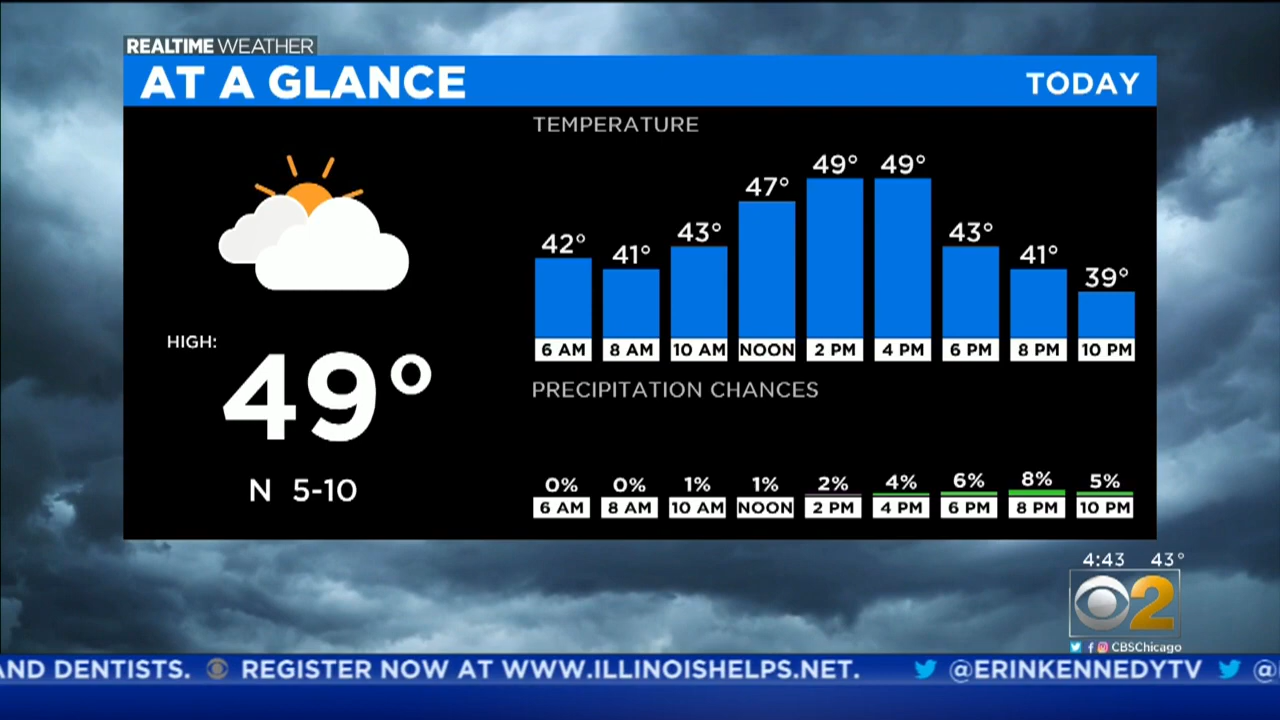 REALTIME WEATHER
AT A GLANCE TODAY
TEMPERATURE
42° 41° 43° 47° 49° 49° 43° 41° 39°
6 AM 8 AM 10 AM NOON 2 PM 4 PM 6 PM 8 PM 10 PM
HIGH:
49°
N 5-10
PRECIPITATION CHANCES
0% 0% 1% 1% 2% 4% 6% 8% 5%
6 AM 8 AM 10 AM NOON 2 PM 4 PM 6 PM 8 PM 10 PM
4:43 43°
2
CBSChicago
AND DENTISTS. REGISTER NOW AT WWW.ILLINOISHELPS.NET. @ERINKENNEDYTV @